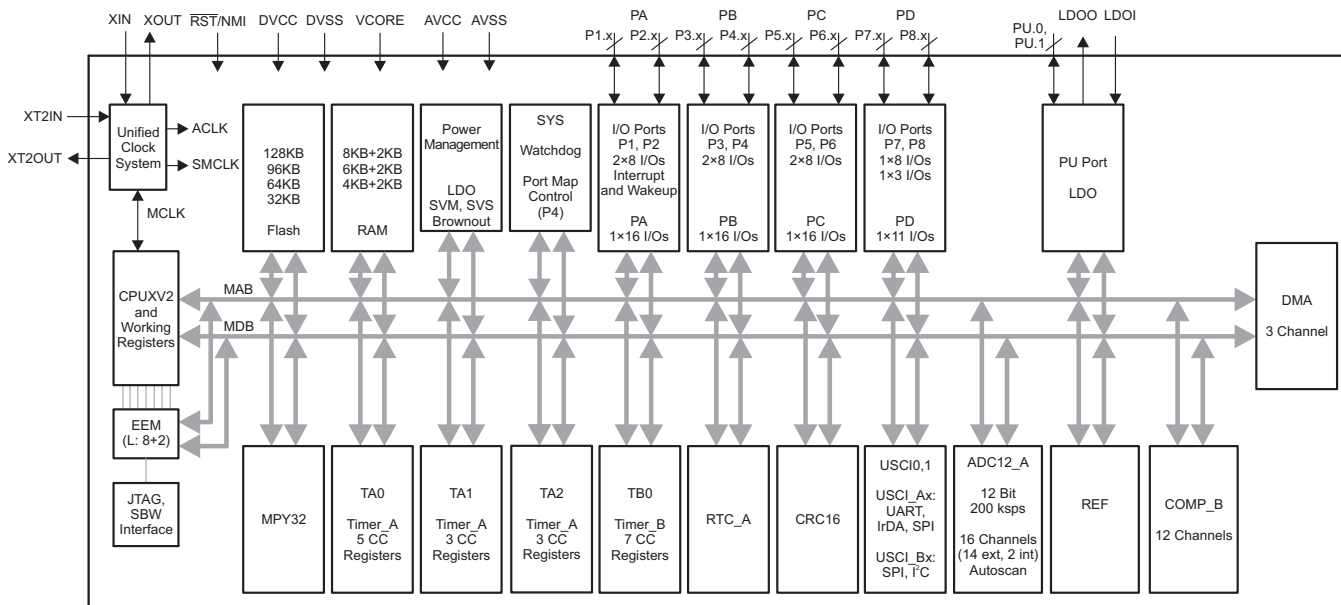 XIN
XOUT
RST/NMI
DVCC
DVSS
VCORE
AVCC
AVSS
PA
P1.x
P2.x
PB
P3.x
P4.x
PC
P5.x
P6.x
PD
P7.x
P8.x
PU.0,
PU.1
LDOO
LDOI
XT2IN
XT2OUT
Unified
Clock
System
ACLK
SMCLK
MCLK
128KB
96KB
64KB
32KB
Flash
8KB+2KB
6KB+2KB
4KB+2KB
RAM
Power
Management
LDO
SVM, SVS
Brownout
SYS
Watchdog
Port Map
Control
(P4)
I/O Ports
P1, P2
2×8 I/Os
Interrupt
and Wakeup
PA
1×16 I/Os
I/O Ports
P3, P4
2×8 I/Os
PB
1×16 I/Os
I/O Ports
P5, P6
2×8 I/Os
PC
1×16 I/Os
I/O Ports
P7, P8
1×8 I/Os
1×3 I/Os
PD
1×11 I/Os
PU Port
LDO
CPUXV2
and
Working
Registers
MAB
MDB
DMA
3 Channel
EEM
(L: 8+2)
JTAG,
SBW
Interface
MPY32
TA0
Timer_A
5 CC
Registers
TA1
Timer_A
3 CC
Registers
TA2
Timer_A
3 CC
Registers
TB0
Timer_B
7 CC
Registers
RTC_A
CRC16
USCI0,1
USCI_Ax:
UART,
IrDA, SPI
USCI_Bx:
SPI, I²C
ADC12_A
12 Bit
200 ksps
16 Channels
(14 ext, 2 int)
Autoscan
REF
COMP_B
12 Channels